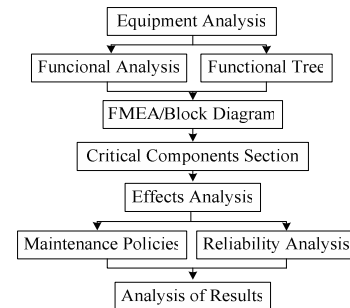 Equipment Analysis
Funcional Analysis
Functional Tree
FMEA/Block Diagram
Critical Components Section
Effects Analysis
Maintenance Policies
Reliability Analysis
Analysis of Results